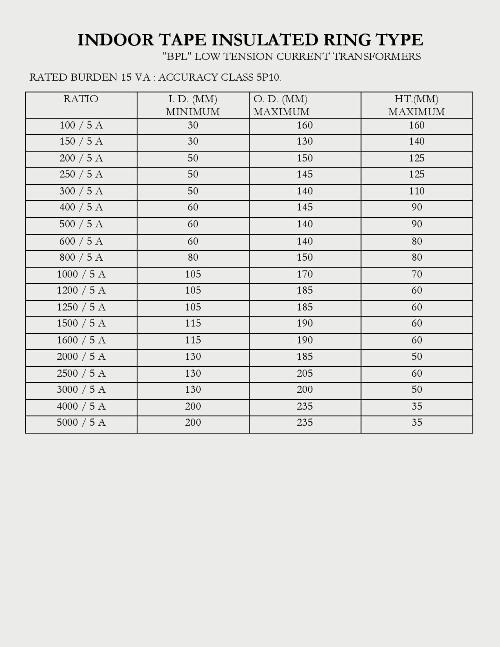 INDOOR TAPE INSULATED RING TYPE
"BPL" LOW TENSION CURRENT TRANSFORMERS
RATED BURDEN 15 VA : ACCURACY CLASS 5P10.
RATIO I. D. (MM) O. D. (MM) HT.(MM)
MINIMUM MAXIMUM MAXIMUM
100 / 5 A 30 160 160
150 / 5 A 30 130 140
200 / 5 A 50 150 125
250 / 5 A 50 145 125
300 / 5 A 50 140 110
400 / 5 A 60 145 90
500 / 5 A 60 140 90
600 / 5 A 60 140 80
800 / 5 A 80 150 80
1000 / 5 A 105 170 70
1200 / 5 A 105 185 60
1250 / 5 A 105 185 60
1500 / 5 A 115 190 60
1600 / 5 A 115 190 60
2000 / 5 A 130 185 50
2500 / 5 A 130 205 60
3000 / 5 A 130 200 50
4000 / 5 A 200 235 35
5000 / 5 A 200 235 35